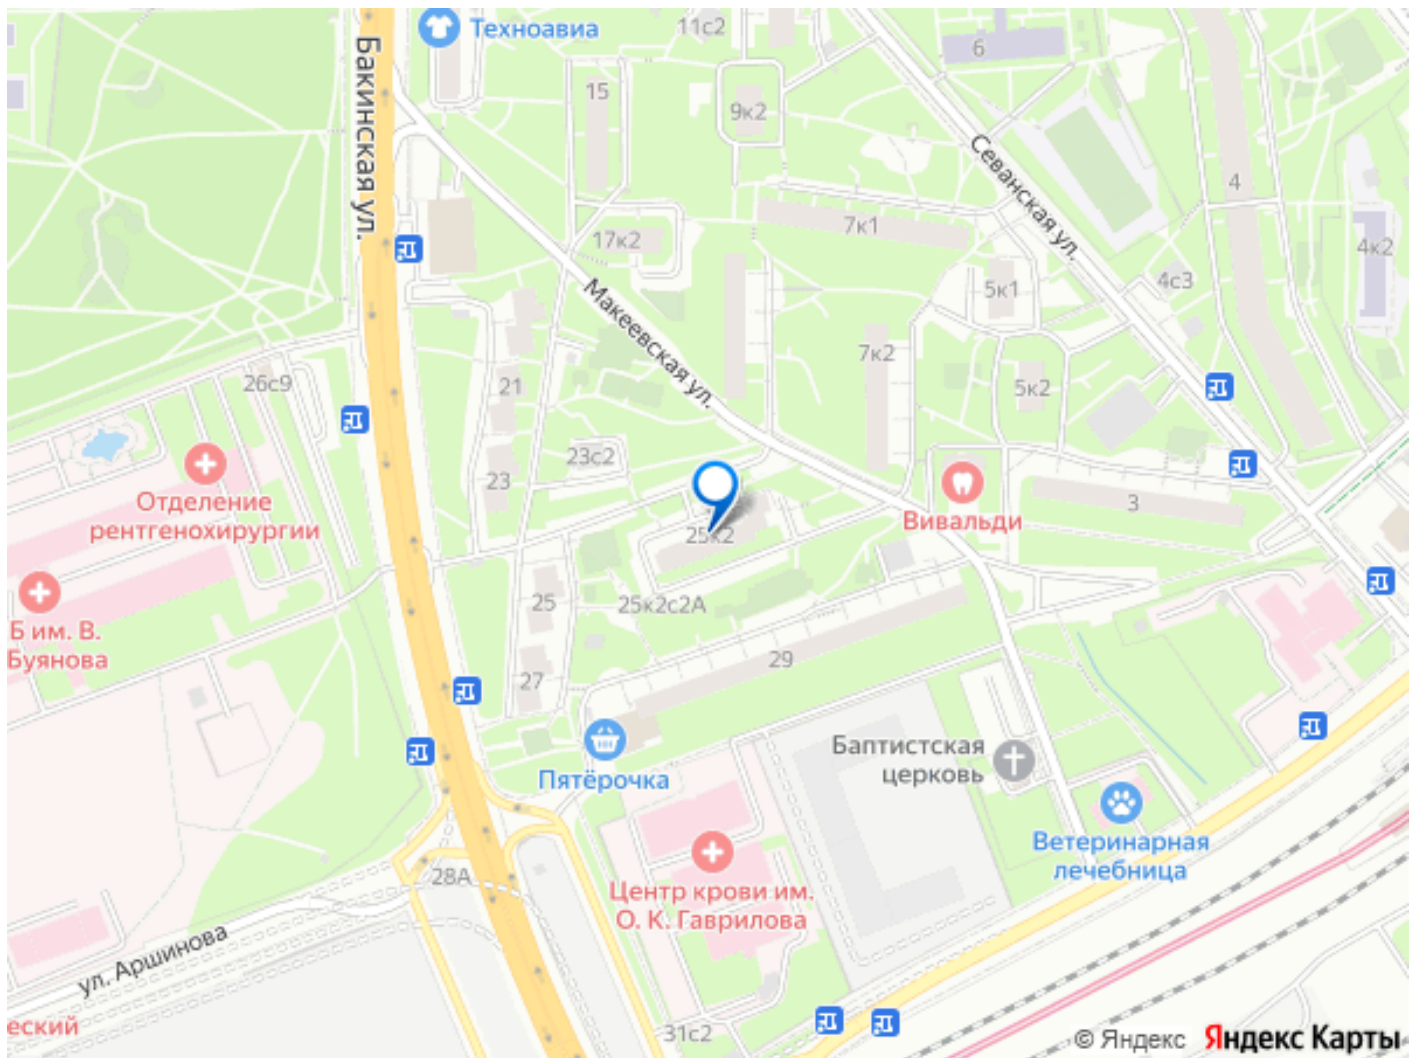 Техноавиа
11с2
6
Бакинская ул.
15
9к2
Севанская ул.
4
17к2
7к1
4к2
5к1
4с3
Макеевская ул.
7к2
26с9
21
5к2
23с2
23
Отделение
рентгенохирургии
3
Вивальди
25к2
25
25к2с2А
Б им. В.
Буянова
29
27
Баптистская
церковь
Пятёрочка
Ветеринарная
лечебница
28А
Центр крови им.
О. К. Гаврилова
ул. Аршинова
еский
31с2
© Яндекс Яндекс Карты